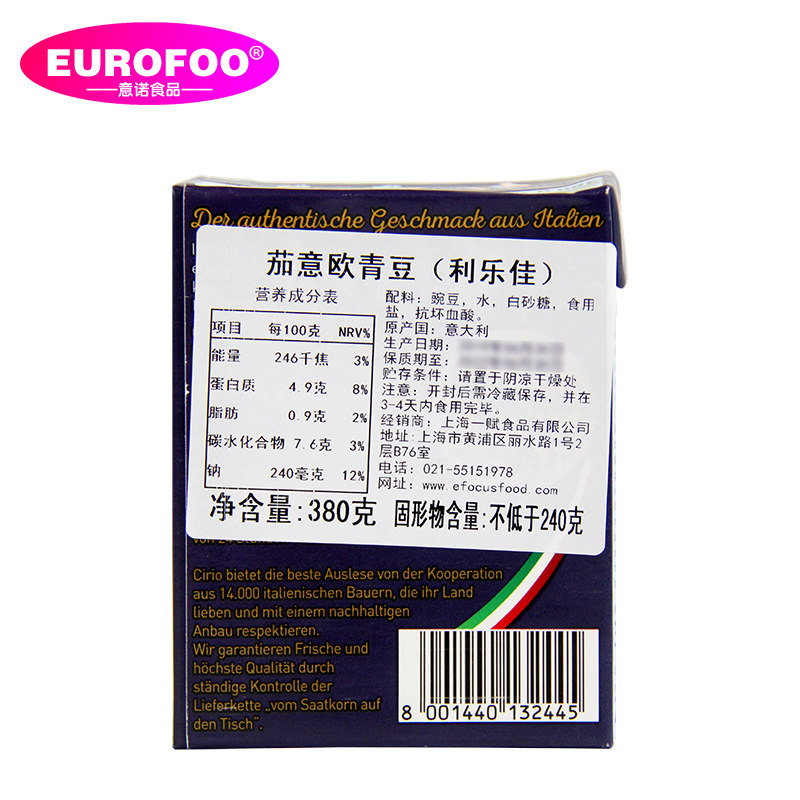 EUROFOO®
意诺食品
Der authentische Geschmack aus Italien
茄意欧青豆（利乐佳）
营养成分表
项目 每100克 NRV%
能量 246千焦 3%
蛋白质 4.9克 8%
脂肪 0.9克 2%
碳水化合物 7.6克 3%
钠 240毫克 12%
配料：豌豆，水，白砂糖，食用
盐，抗坏血酸。
原产国：意大利
生产日期：
保质期至：
贮存条件：请置于阴凉干燥处
注意：开封后需冷藏保存，并在
3-4天内食用完毕。
经销商：上海一赋食品有限公司
地址：上海市黄浦区丽水路1号2
层B76室
电话：021-55151978
网址：www.efocusfood.com
净含量：380克 固形物含量：不低于240克
Cirio bietet die beste Auslese von der Kooperation
aus 14.000 italienischen Bauern, die ihr Land
lieben und mit einem nachhaltigen
Anbau respektieren.
Wir garantieren Frische und
höchste Qualität durch
ständige Kontrolle der
Lieferkette „vom Saatkorn auf
den Tisch“.
8 001440 132445